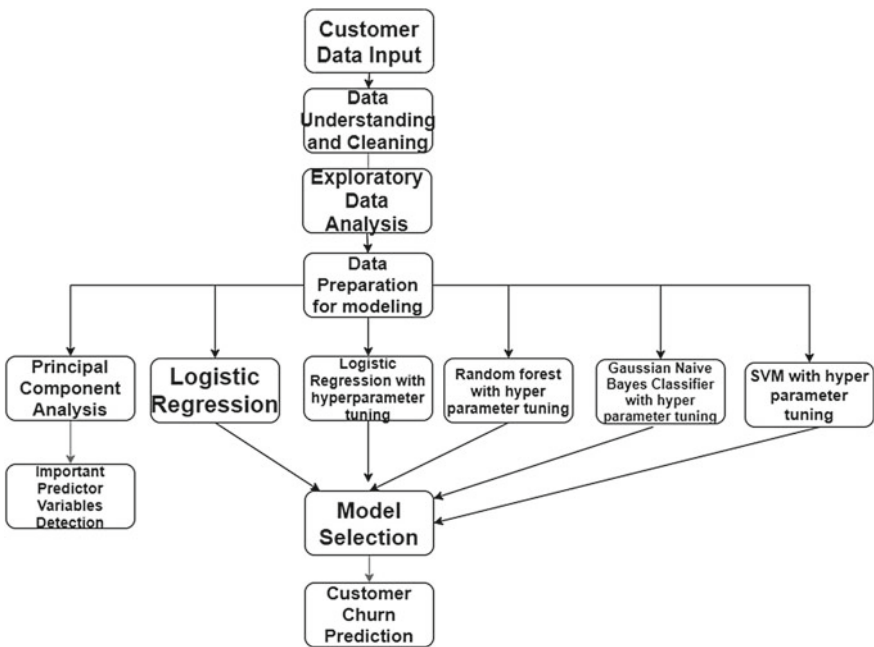 Customer
Data Input
Data
Understanding
and Cleaning
Exploratory
Data
Analysis
Data
Preparation
for modeling
Principal
Component
Analysis
Logistic
Regression
Logistic
Regression with
hyperparameter
tuning
Random forest
with hyper
parameter tuning
Gaussian Naive
Bayes Classifier
with hyper
parameter tuning
SVM with hyper
parameter
tuning
Important
Predictor
Variables
Detection
Model
Selection
Customer
Churn
Prediction